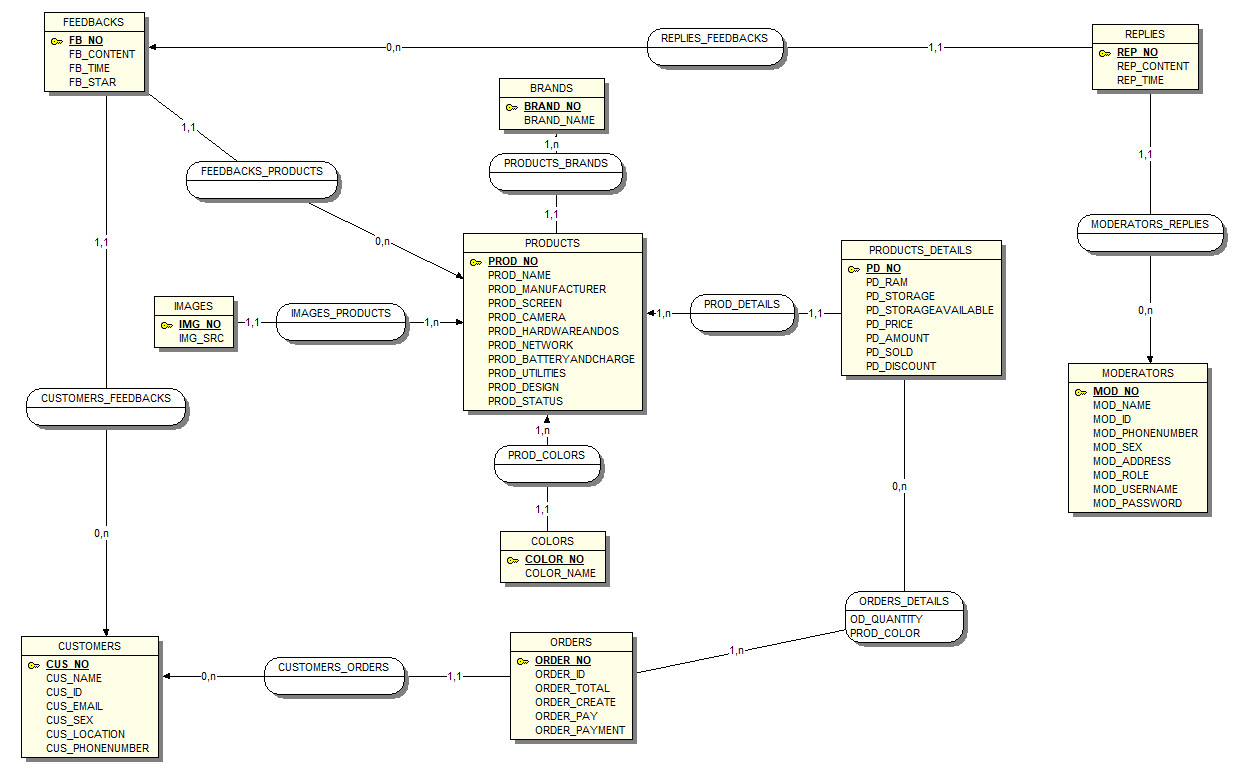 FEEDBACKS
FB_NO
FB_CONTENT
FB_TIME
FB_STAR
0,n
REPLIES_FEEDBACKS
1,1
REPLIES
REP_NO
REP_CONTENT
REP_TIME
BRANDS
BRAND_NO
BRAND_NAME
1,n
PRODUCTS_BRANDS
1,1
1,1
FEEDBACKS_PRODUCTS
0,n
1,1
MODERATORS_REPLIES
0,n
1,1
PRODUCTS
PROD_NO
PROD_NAME
PROD_MANUFACTURER
PROD_SCREEN
PROD_CAMERA
PROD_HARDWAREANDOS
PROD_NETWORK
PROD_BATTERYANDCHARGE
PROD_UTILITIES
PROD_DESIGN
PROD_STATUS
PRODUCTS_DETAILS
PD_NO
PD_RAM
PD_STORAGE
PD_STORAGEAVAILABLE
PD_PRICE
PD_AMOUNT
PD_SOLD
PD_DISCOUNT
IMAGES
IMG_NO
IMG_SRC
1,1
IMAGES_PRODUCTS
1,n
1,n
PROD_DETAILS
1,1
MODERATORS
MOD_NO
MOD_NAME
MOD_ID
MOD_PHONENUMBER
MOD_SEX
MOD_ADDRESS
MOD_ROLE
MOD_USERNAME
MOD_PASSWORD
CUSTOMERS_FEEDBACKS
0,n
1,n
PROD_COLORS
1,1
COLORS
COLOR_NO
COLOR_NAME
0,n
ORDERS_DETAILS
OD_QUANTITY
PROD_COLOR
1,n
CUSTOMERS
CUS_NO
CUS_NAME
CUS_ID
CUS_EMAIL
CUS_SEX
CUS_LOCATION
CUS_PHONENUMBER
0,n
CUSTOMERS_ORDERS
1,1
ORDERS
ORDER_NO
ORDER_ID
ORDER_TOTAL
ORDER_CREATE
ORDER_PAY
ORDER_PAYMENT